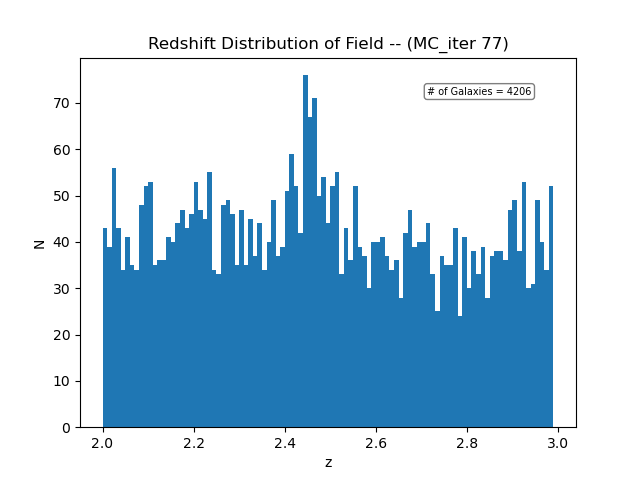 Redshift Distribution of Field -- (MC_iter 77)
# of Galaxies = 4206
N
70
60
50
40
30
20
10
0
2.0 2.2 2.4 2.6 2.8 3.0
z